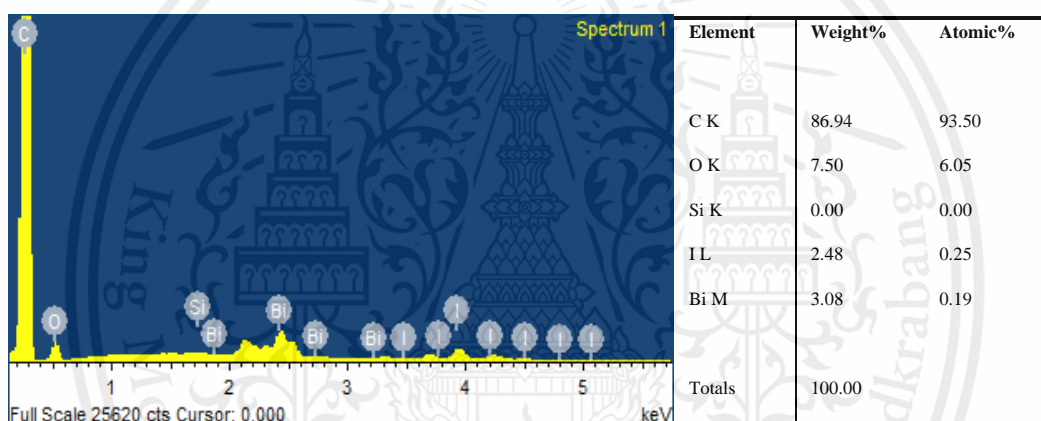 Spectrum 1
C
O
Si
Bi
Bi
Bi
Bi
I
I
I
I
I
I
I
1 2 3 4 5
Full Scale 25620 cts Cursor: 0.000 keV
Element Weight% Atomic%
C K 86.94 93.50
O K 7.50 6.05
Si K 0.00 0.00
I L 2.48 0.25
Bi M 3.08 0.19
Totals 100.00
King M
dkrabang